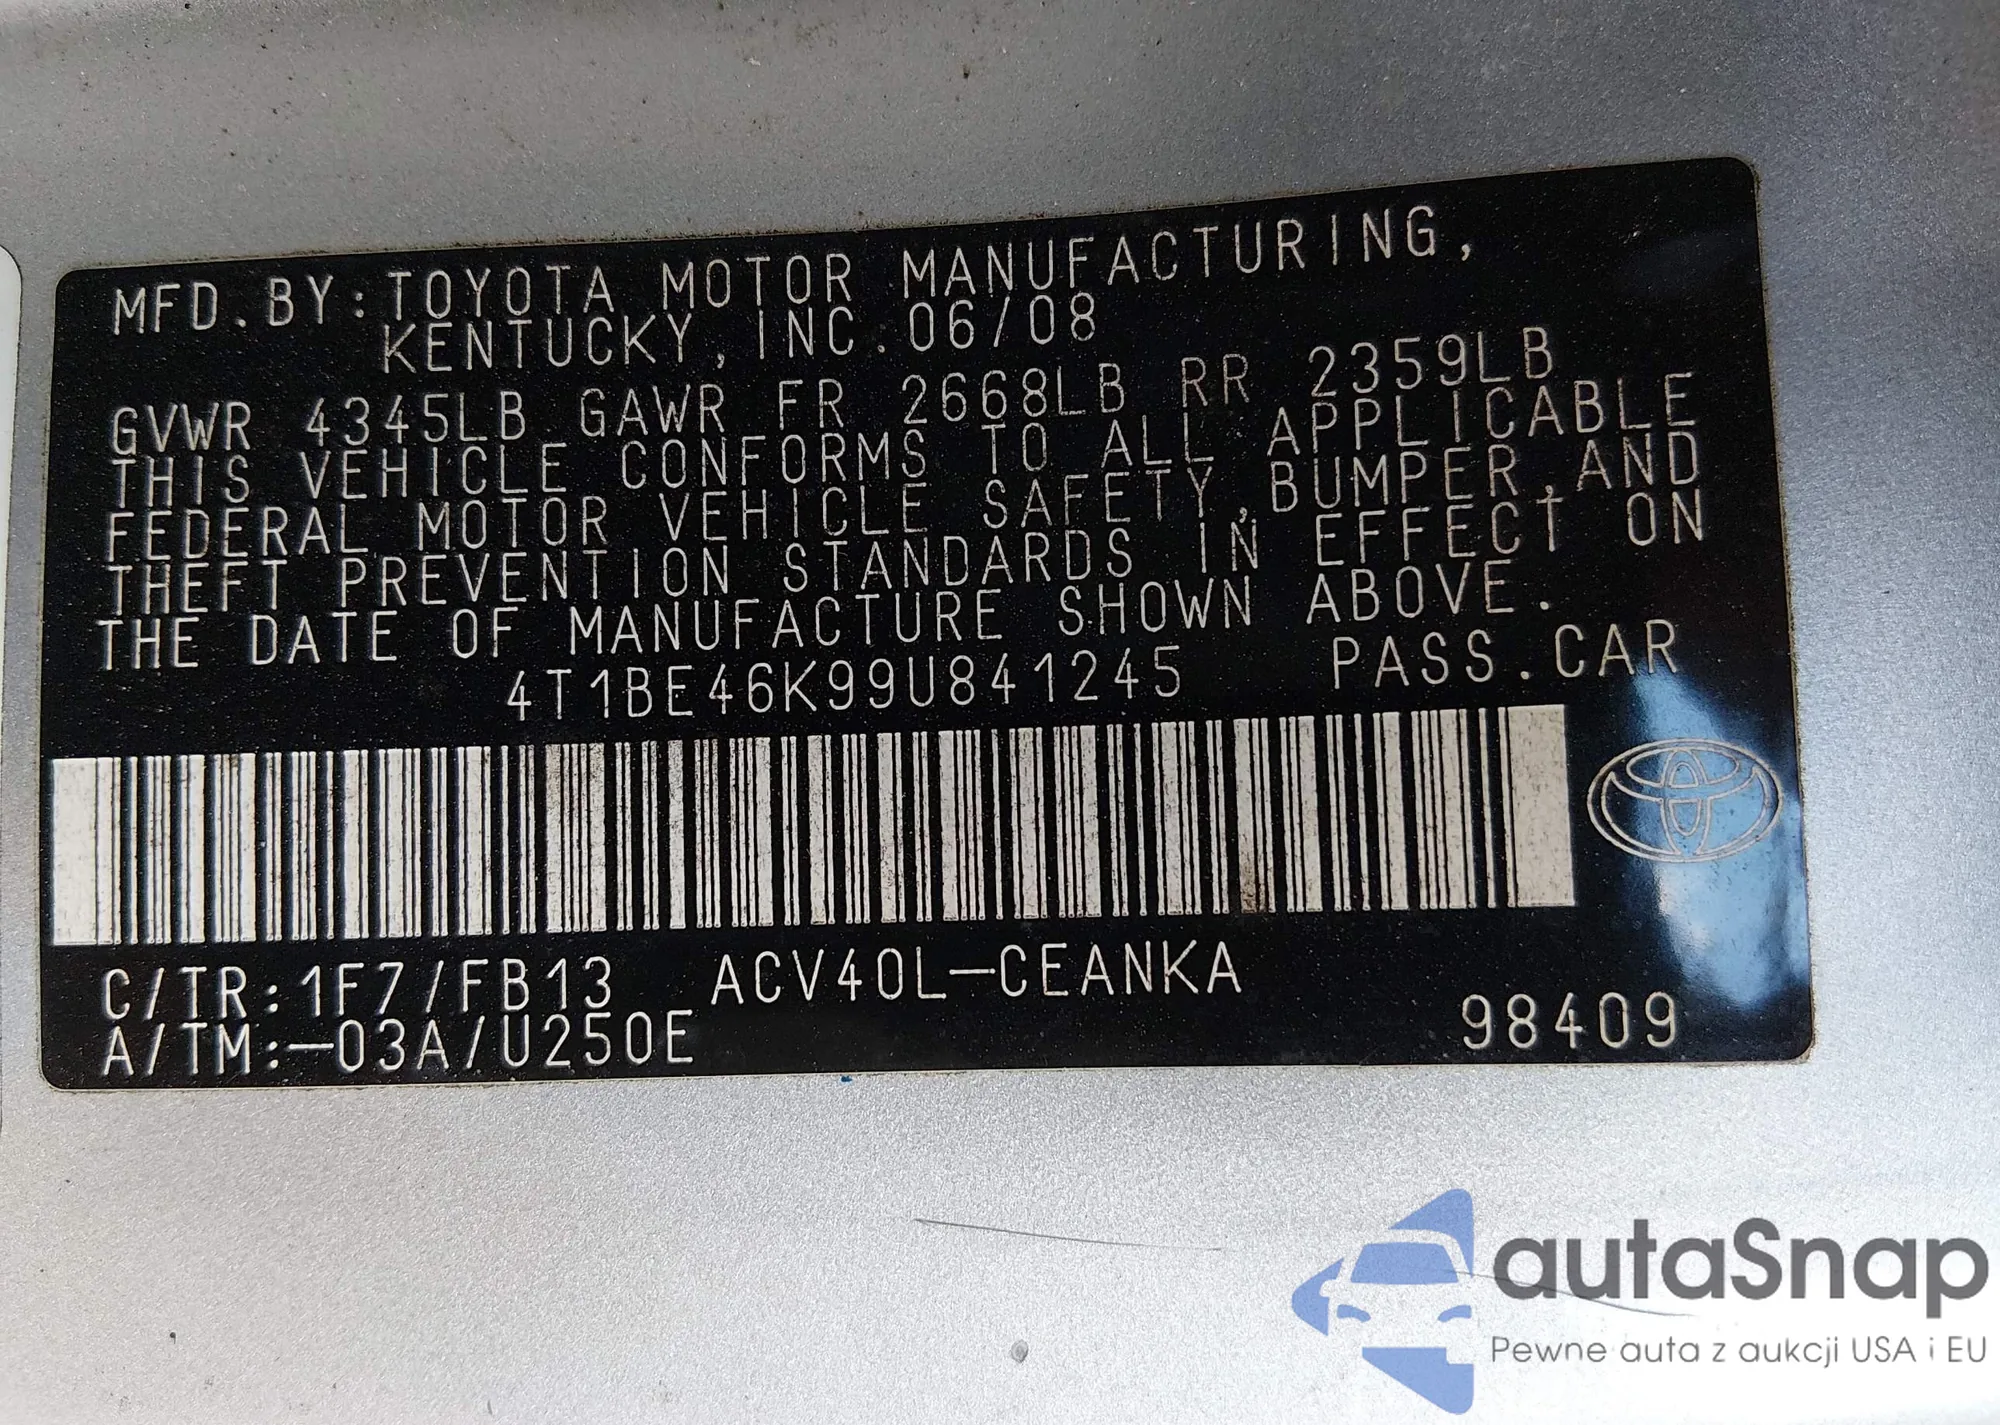 MFD.BY:TOYOTA MOTOR MANUFACTURING,
KENTUCKY, INC.06/08
GVWR 4345LB GAWR FR 2668LB RR 2359LB
THIS VEHICLE CONFORMS TO ALL APPLICABLE
FEDERAL MOTOR VEHICLE SAFETY,BUMPER,AND
THEFT PREVENTION STANDARDS IN EFFECT ON
THE DATE OF MANUFACTURE SHOWN ABOVE.
4T1BE46K99U841245 PASS.CAR
C/TR:1F7/FB13 ACV40L-CEANKA
A/TM:-03A/U250E 98409
autaSnap
Pewne auta z aukcji USA i EU